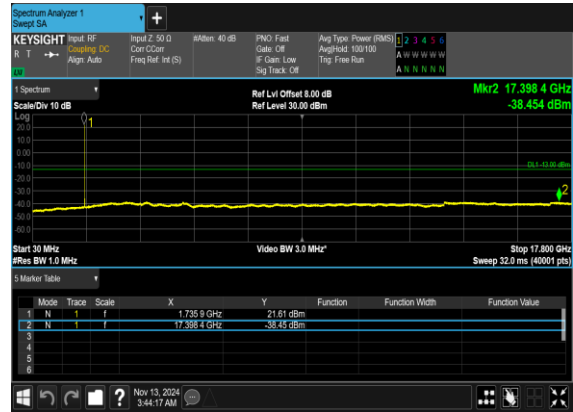 Spectrum Analyzer 1
Swept SA
+
KEYSIGHT Input: RF Input Z: 50 Ω #Atten: 40 dB PNO: Fast Avg Type: Power (RMS) 1 2 3 4 5 6
R T Coupling: DC Corr CCorr Gate: Off Avg|Hold: 100/100 A W W W W W
Align: Auto Freq Ref: Int (S) IF Gain: Low Trig: Free Run
LW Sig Track: Off A N N N N N
1 Spectrum Ref Lvl Offset 8.00 dB Mkr2 17.398 4 GHz
Scale/Div 10 dB Ref Level 30.00 dBm -38.454 dBm
Log
20.0
10.0
0.00
-10.0
-20.0
-30.0
-40.0
-50.0
-60.0
1
DL1 -13.00 dBm
2
Start 30 MHz Video BW 3.0 MHz* Stop 17.800 GHz
#Res BW 1.0 MHz Sweep 32.0 ms (40001 pts)
5 Marker Table
Mode Trace Scale X Y Function Function Width Function Value
1 N 1 f 1.735 9 GHz 21.61 dBm
2 N 1 f 17.398 4 GHz -38.45 dBm
3
4
5
6
? Nov 13, 2024
3:44:17 AM